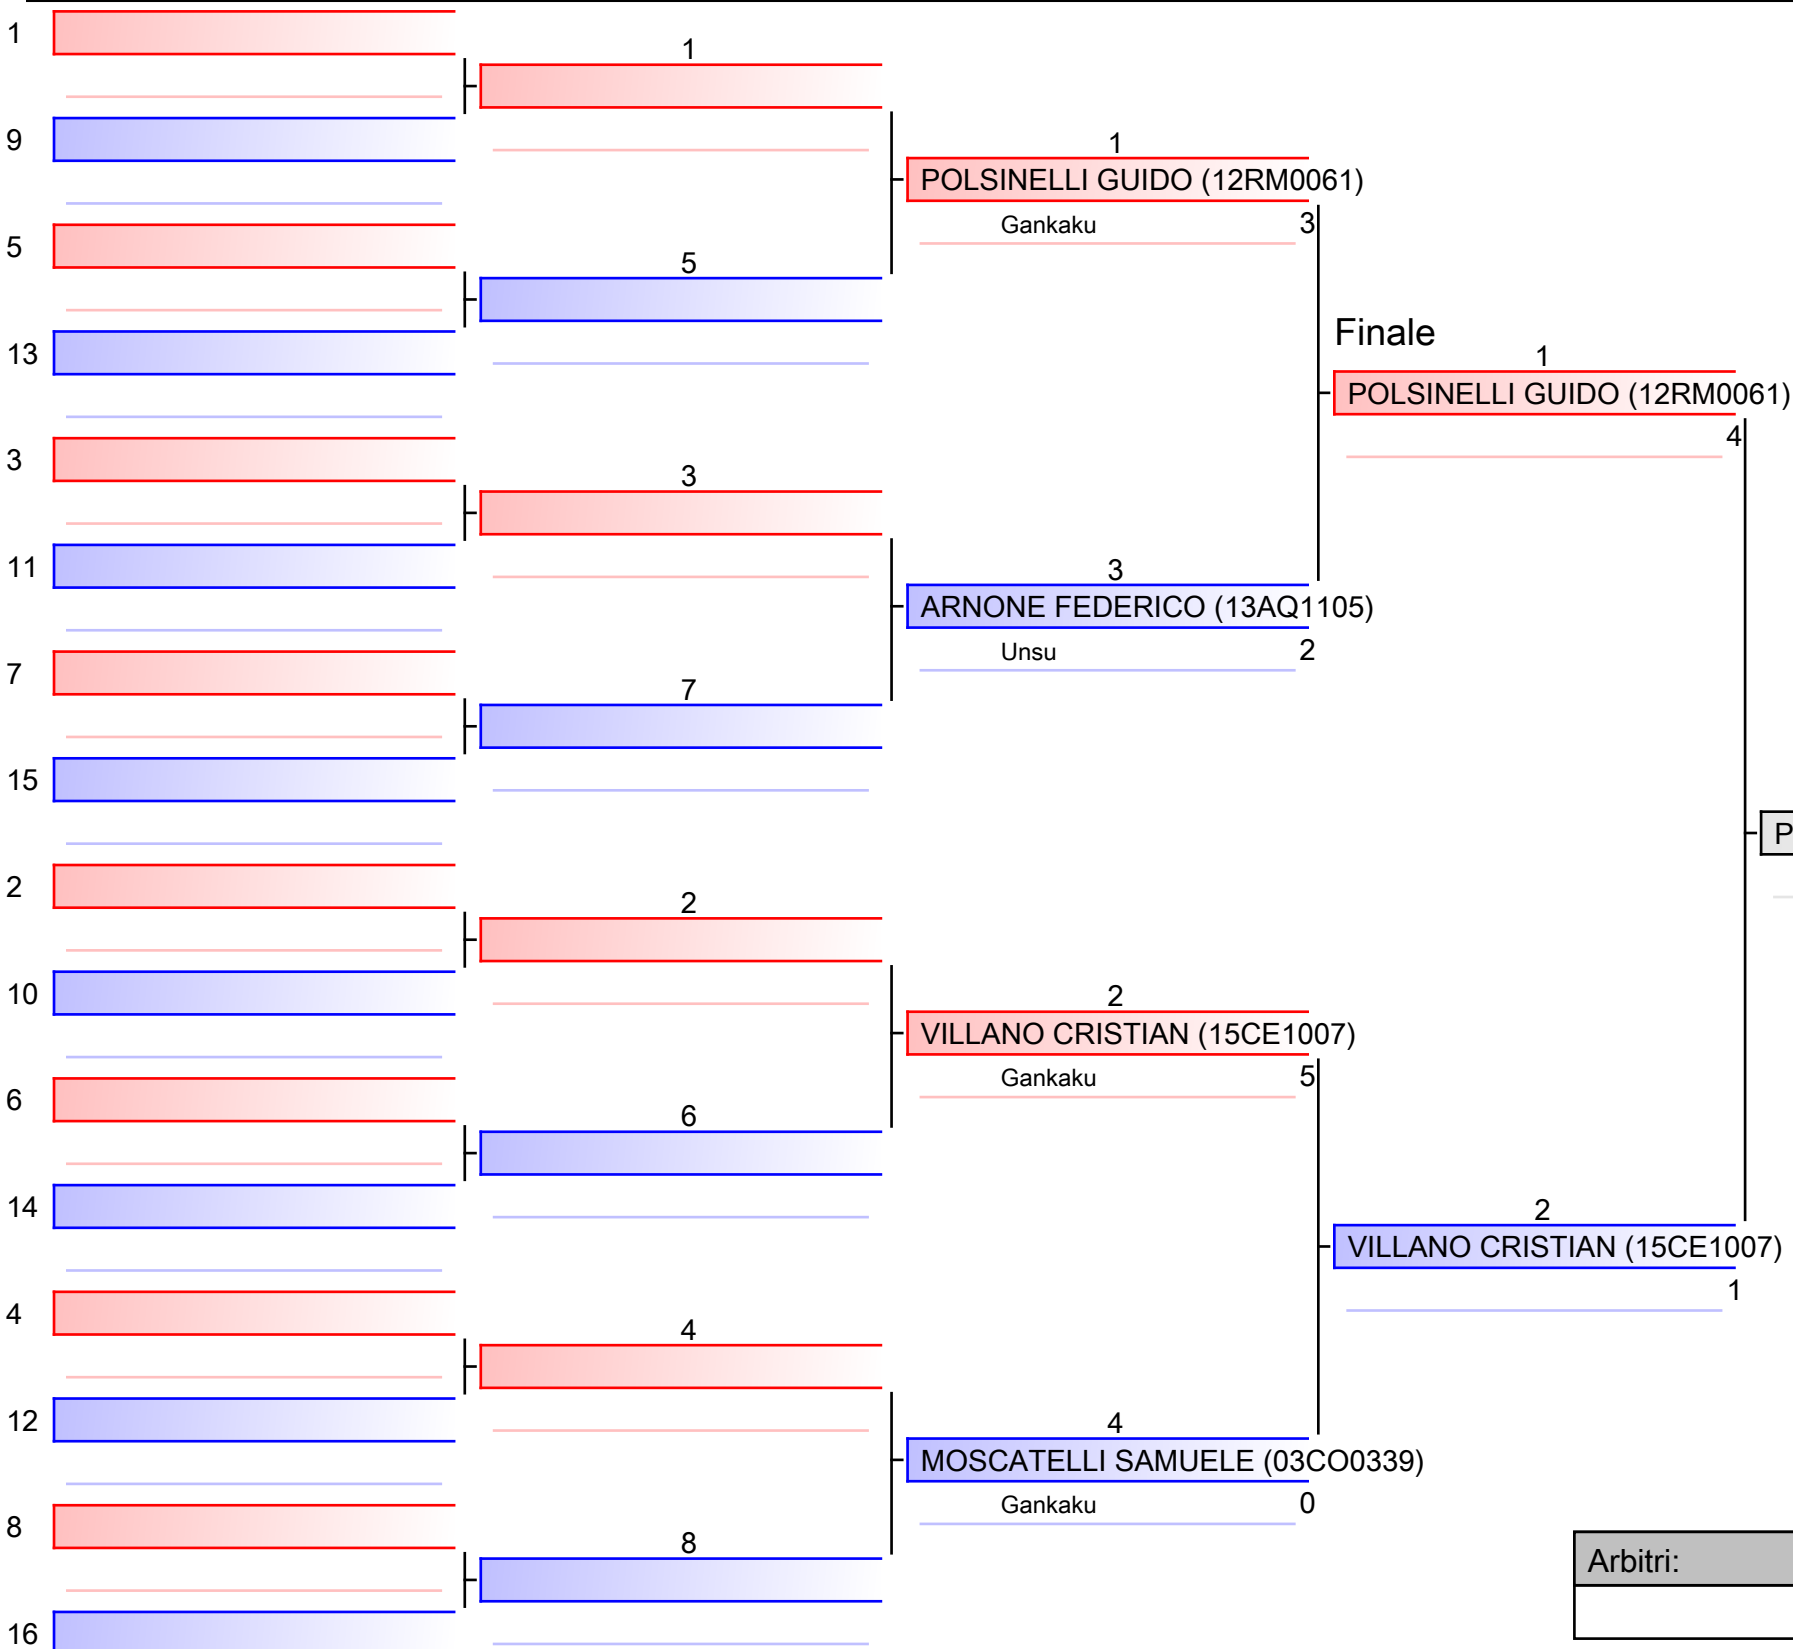 1
9
5
13
3
11
7
15
2
10
6
14
4
12
8
16
1
5
3
7
2
6
4
8
1
POLSINELLI GUIDO (12RM0061)
Gankaku 3
3
ARNONE FEDERICO (13AQ1105)
Unsu 2
2
VILLANO CRISTIAN (15CE1007)
Gankaku 5
4
MOSCATELLI SAMUELE (03CO0339)
Gankaku 0
Finale
1
POLSINELLI GUIDO (12RM0061)
4
2
VILLANO CRISTIAN (15CE1007)
1
P
Arbitri: